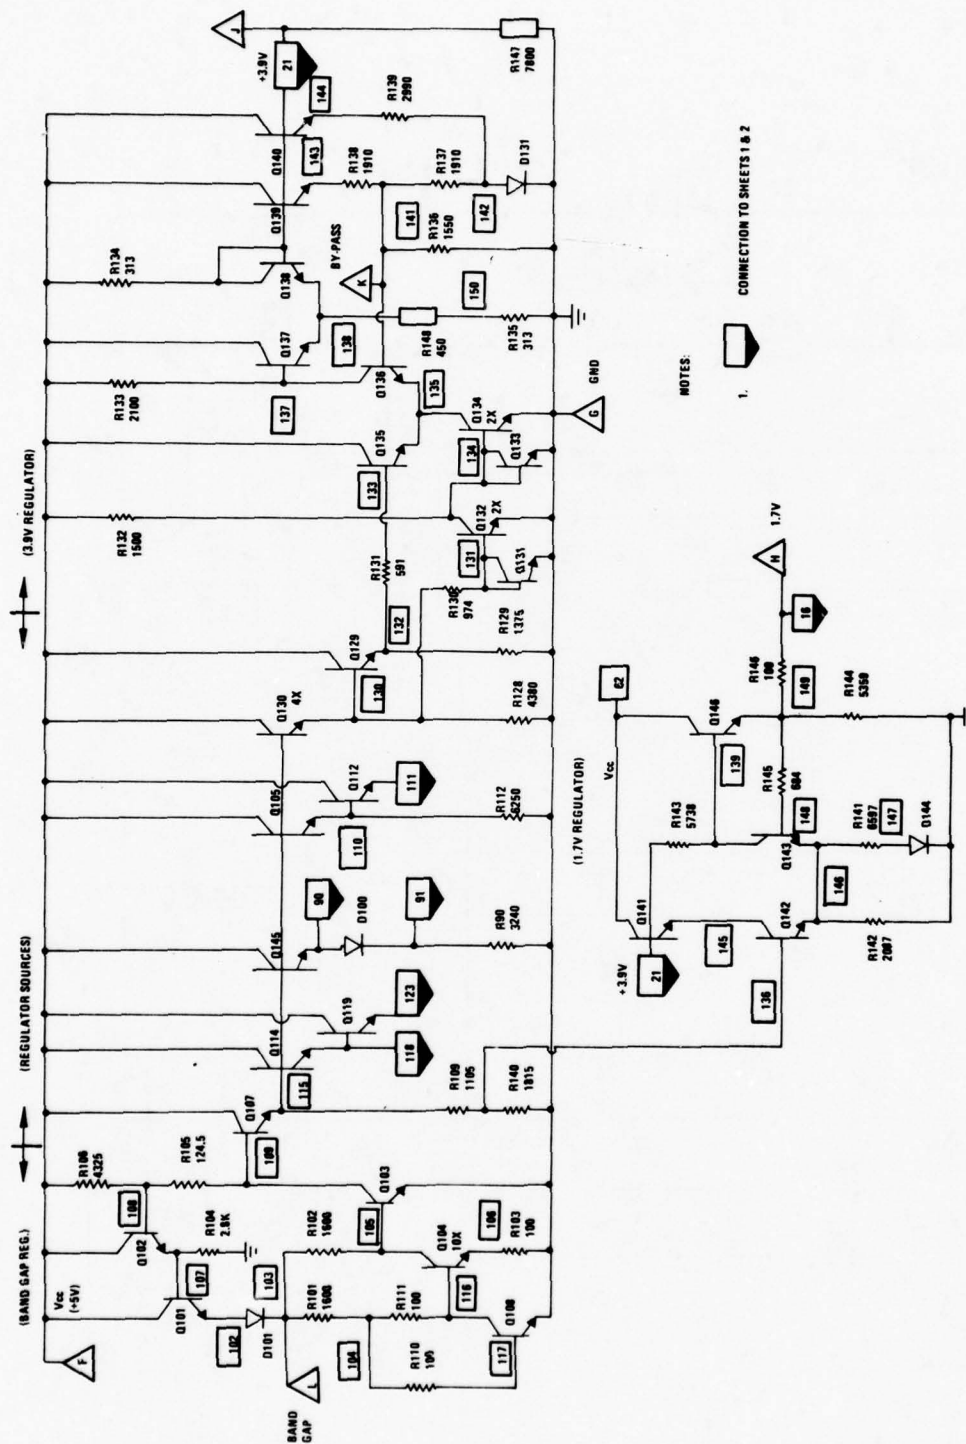 (BAND GAP REG.)
(REGULATOR SOURCES)
(3.9V REGULATOR)
F
Vcc
(+5V)
R106
4325
R105
124.5
108
Q102
107
R104
2.8K
Q101
102
D101
103
BAND
GAP
L
R101
1600
R102
1600
104
R111
100
R110
100
105
Q103
Q104
10X
116
106
R103
100
117
Q108
109
Q107
115
Q114
Q119
118
123
R109
1105
R140
1815
Q145
90
D100
91
R90
3240
Q105
Q112
110
111
R112
6250
Q130
4X
130
Q129
R128
4380
132
R131
591
R129
1375
R130
974
131
Q131
Q132
2X
R132
1500
133
Q135
134
Q133
Q134
2X
135
Q136
R133
2100
137
Q137
138
R134
313
Q138
BY-PASS
K
R148
450
150
R135
313
GND
G
Q139
Q140
143
144
+3.9V
21
J
R138
1910
R139
2990
141
R137
1910
R136
1550
142
D131
R147
7800
(1.7V REGULATOR)
Vcc
62
+3.9V
21
Q141
R143
5738
139
Q146
145
136
Q142
Q143
148
R145
684
149
R146
100
16
H
1.7V
146
R141
6597
147
Q144
R144
5350
R142
2087
NOTES:
1.
CONNECTION TO SHEETS 1 & 2